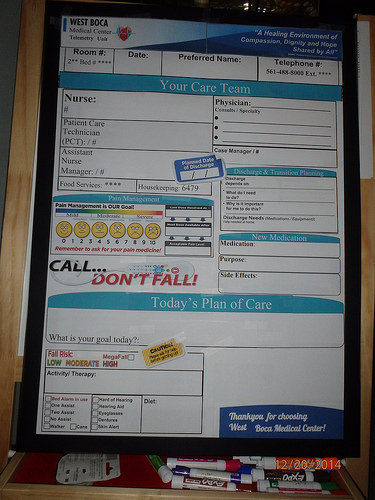 WEST BOCA
Medical Center
Telemetry Unit
"A Healing Environment of
Compassion, Dignity and Hope
Shared by All"
Room #:
2** Bed # ****
Date:
Preferred Name:
Telephone #:
561-488-8000 Ext. ****
Your Care Team
Nurse:
#
Patient Care
Technician
(PCT): / #
Assistant
Nurse
Manager: / #
Food Services: ****
Housekeeping: 6479
Physician:
Consults / Specialty
Case Manager / #
Planned Date
of Discharge
Discharge & Transition Planning
Discharge
depends on:
What do I need
to do?
Why is it important
for me to do this?
Discharge Needs (Medications / Equipment)
Pain Management
Pain Management is OUR Goal!
Mild Moderate Severe
0 1 2 3 4 5 6 7 8 9 10
Remember to ask for your pain medicine!
Acceptable Pain Level
New Medication
Medication:
Purpose:
Side Effects:
CALL...
DON'T FALL!
Today's Plan of Care
What is your goal today?:
CAUTION
Fall Risk:
MegaFall
LOW MODERATE HIGH
Activity/ Therapy:
Bed Alarm in use
One Assist
Two Assist
No Assist
Walker
Cane
Hard of Hearing
Hearing Aid
Eyeglasses
Dentures
Skin Alert
Diet:
Thankyou for choosing
West Boca Medical Center!
EXPO
12/20/2014